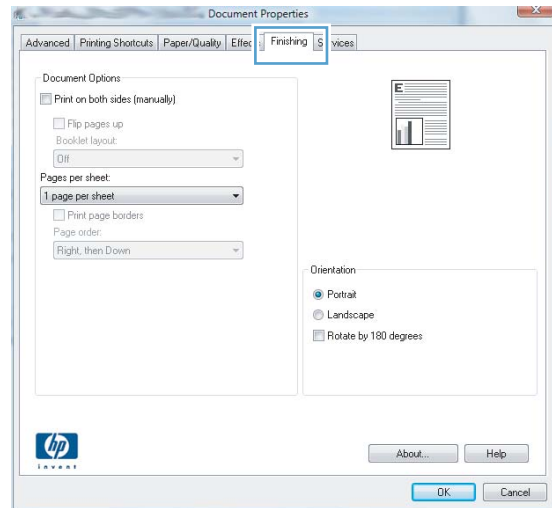 Document Properties
Advanced Printing Shortcuts Paper/Quality Finishing
Document Options
Print on both sides (manually)
Flip pages up
Booklet layout:
Off
Pages per sheet:
1 page per sheet
Print page borders
Page order:
Right, then Down
E
Orientation
Portrait
Landscape
Rotate by 180 degrees
hp
invent
About... Help
OK Cancel